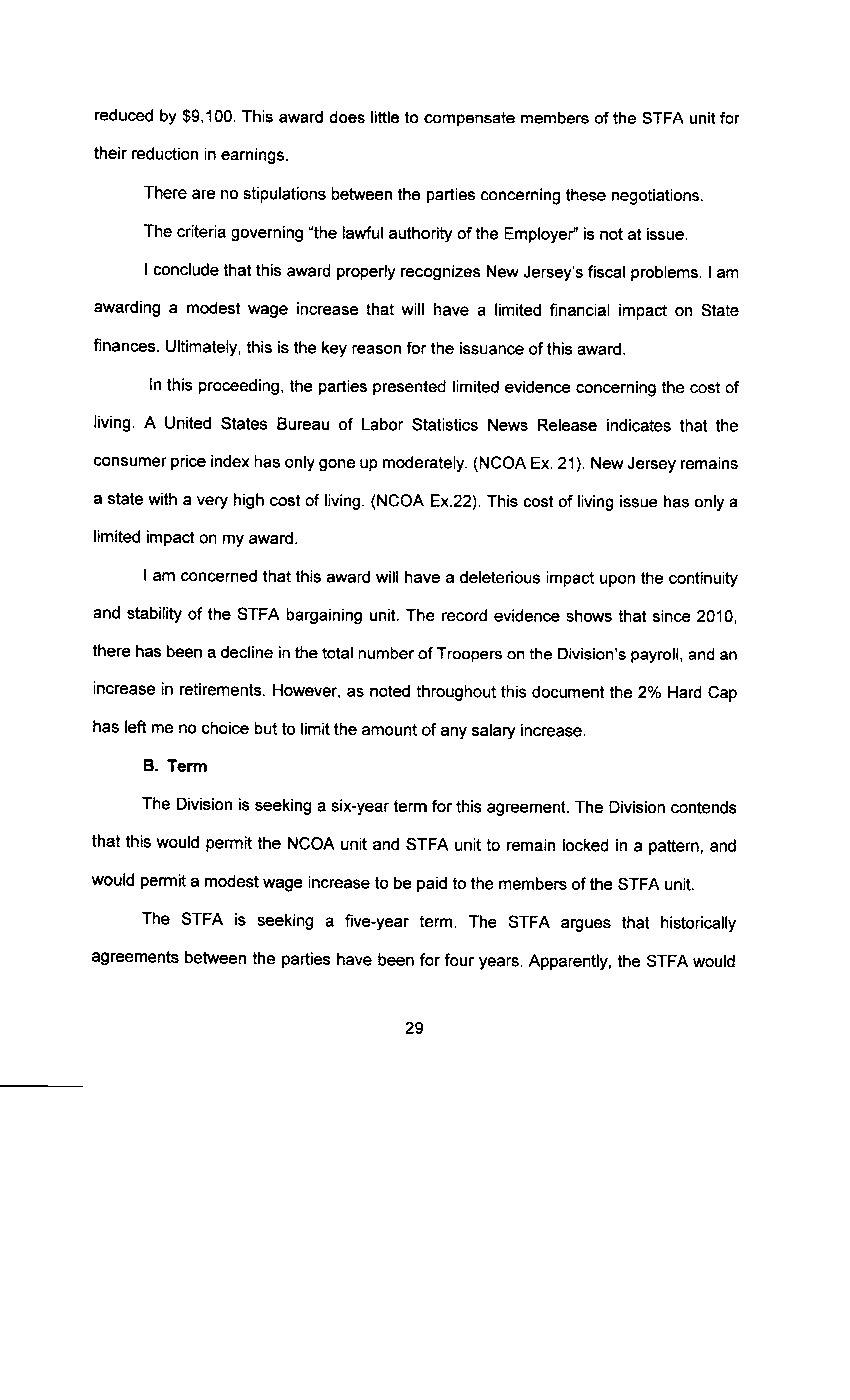 reduced by $9,100. This award does little to compensate members of the STFA unit for
their reduction in earnings.
There are no stipulations between the parties concerning these negotiations.
The criteria governing “the lawful authority of the Employer” is not at issue.
I conclude that this award properly recognizes New Jersey's fiscal problems. I am
awarding a modest wage increase that will have a limited financial impact on State
finances. Ultimately, this is the key reason for the issuance of this award.
In this proceeding, the parties presented limited evidence concerning the cost of
living. A United States Bureau of Labor Statistics News Release indicates that the
consumer price index has only gone up moderately. (NCOA Ex. 21). New Jersey remains
a state with a very high cost of living. (NCOA Ex.22). This cost of living issue has only a
limited impact on my award.
I am concerned that this award will have a deleterious impact upon the continuity
and stability of the STFA bargaining unit. The record evidence shows that since 2010,
there has been a decline in the total number of Troopers on the Division's payroll, and an
increase in retirements. However, as noted throughout this document the 2% Hard Cap
has left me no choice but to limit the amount of any salary increase.
B. Term
The Division is seeking a six-year term for this agreement. The Division contends
that this would permit the NCOA unit and STFA unit to remain locked in a pattern, and
would permit a modest wage increase to be paid to the members of the STFA unit.
The STFA is seeking a five-year term. The STFA argues that historically
agreements between the parties have been for four years. Apparently, the STFA would
29